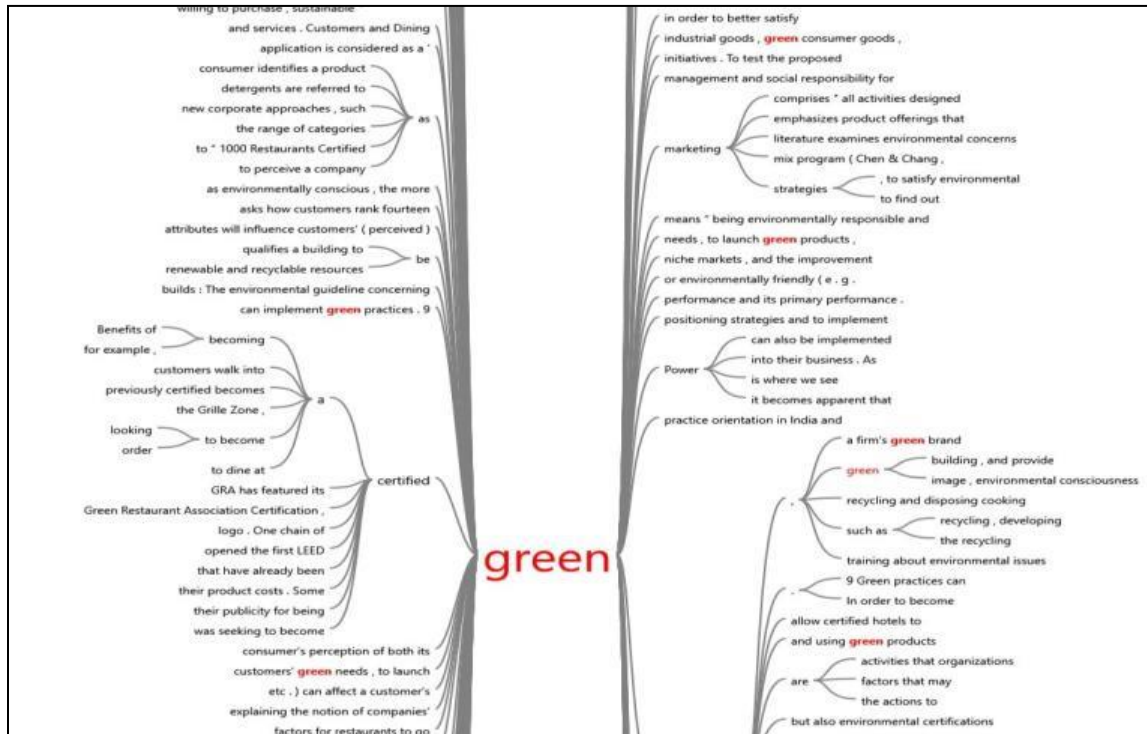 willing to purchase , sustainable
and services . Customers and Dining
application is considered as a '
consumer identifies a product
detergents are referred to
new corporate approaches , such
the range of categories
to " 1000 Restaurants Certified
to perceive a company
as
as environmentally conscious , the more
asks how customers rank fourteen
attributes will influence customers' ( perceived )
qualifies a building to
renewable and recyclable resources
be
builds : The environmental guideline concerning
can implement green practices . 9
Benefits of
for example ,
becoming
customers walk into
previously certified becomes
the Grille Zone ,
looking
order
to become
to dine at
a
GRA has featured its
Green Restaurant Association Certification ,
logo . One chain of
opened the first LEED
that have already been
their product costs . Some
their publicity for being
was seeking to become
certified
consumer's perception of both its
customers' green needs , to launch
etc . ) can affect a customer's
explaining the notion of companies'
factors for restaurants to go
green
in order to better satisfy
industrial goods , green consumer goods ,
initiatives . To test the proposed
management and social responsibility for
marketing
comprises " all activities designed
emphasizes product offerings that
literature examines environmental concerns
mix program ( Chen & Chang ,
strategies
, to satisfy environmental
to find out
means " being environmentally responsible and
needs , to launch green products ,
niche markets , and the improvement
or environmentally friendly ( e . g .
performance and its primary performance .
positioning strategies and to implement
Power
can also be implemented
into their business . As
is where we see
it becomes apparent that
practice orientation in India and
,
a firm's green brand
green
building , and provide
image , environmental consciousness
recycling and disposing cooking
such as
recycling , developing
the recycling
training about environmental issues
.
9 Green practices can
In order to become
allow certified hotels to
and using green products
are
activities that organizations
factors that may
the actions to
but also environmental certifications